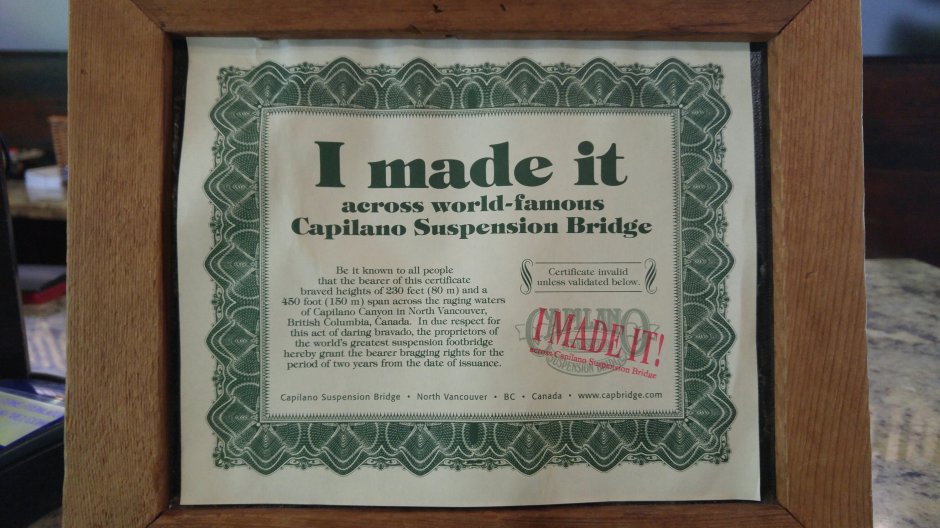 I made it
across world-famous
Capilano Suspension Bridge
Be it known to all people
that the bearer of this certificate
braved heights of 230 feet (80 m) and a
450 foot (150 m) span across the raging waters
of Capilano Canyon in North Vancouver,
British Columbia, Canada. In due respect for
this act of daring bravado, the proprietors of
the world's greatest suspension footbridge
hereby grant the bearer bragging rights for the
period of two years from the date of issuance.
Certificate invalid
unless validated below.
CAPILANO
SUSPENSION BRIDGE
I MADE IT!
across Capilano Suspension Bridge
Capilano Suspension Bridge • North Vancouver • BC • Canada • www.capbridge.com